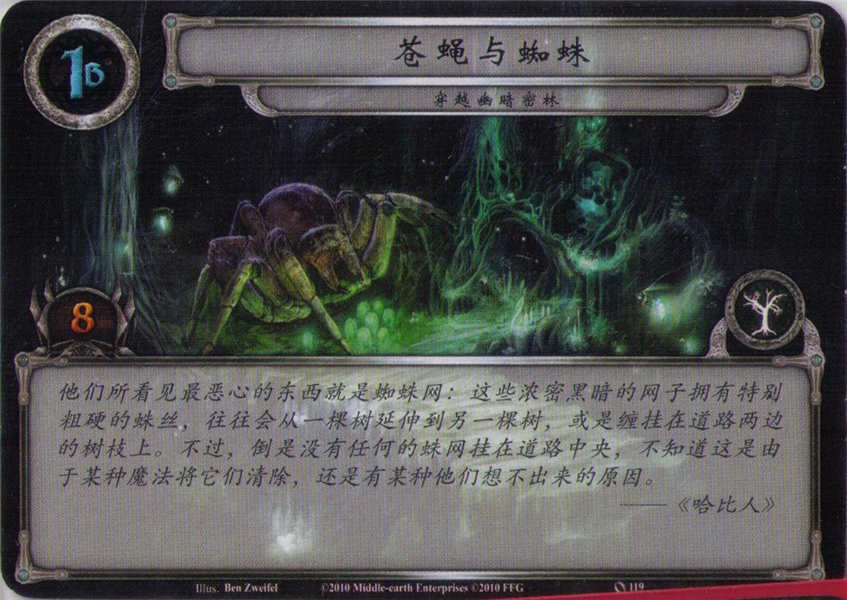 1B
苍蝇与蜘蛛
穿越幽暗密林
8
他们所看见最恶心的东西就是蜘蛛网：这些浓密黑暗的网子拥有特别
粗硬的蛛丝，往往会从一棵树延伸到另一棵树，或是缠挂在道路两边
的树枝上。不过，倒是没有任何的蛛网挂在道路中央，不知道这是由
于某种魔法将它们清除，还是有某种他们想不出来的原因。
——《哈比人》
Illus. Ben Zweifel ©2010 Middle-earth Enterprises ©2010 FFG 119